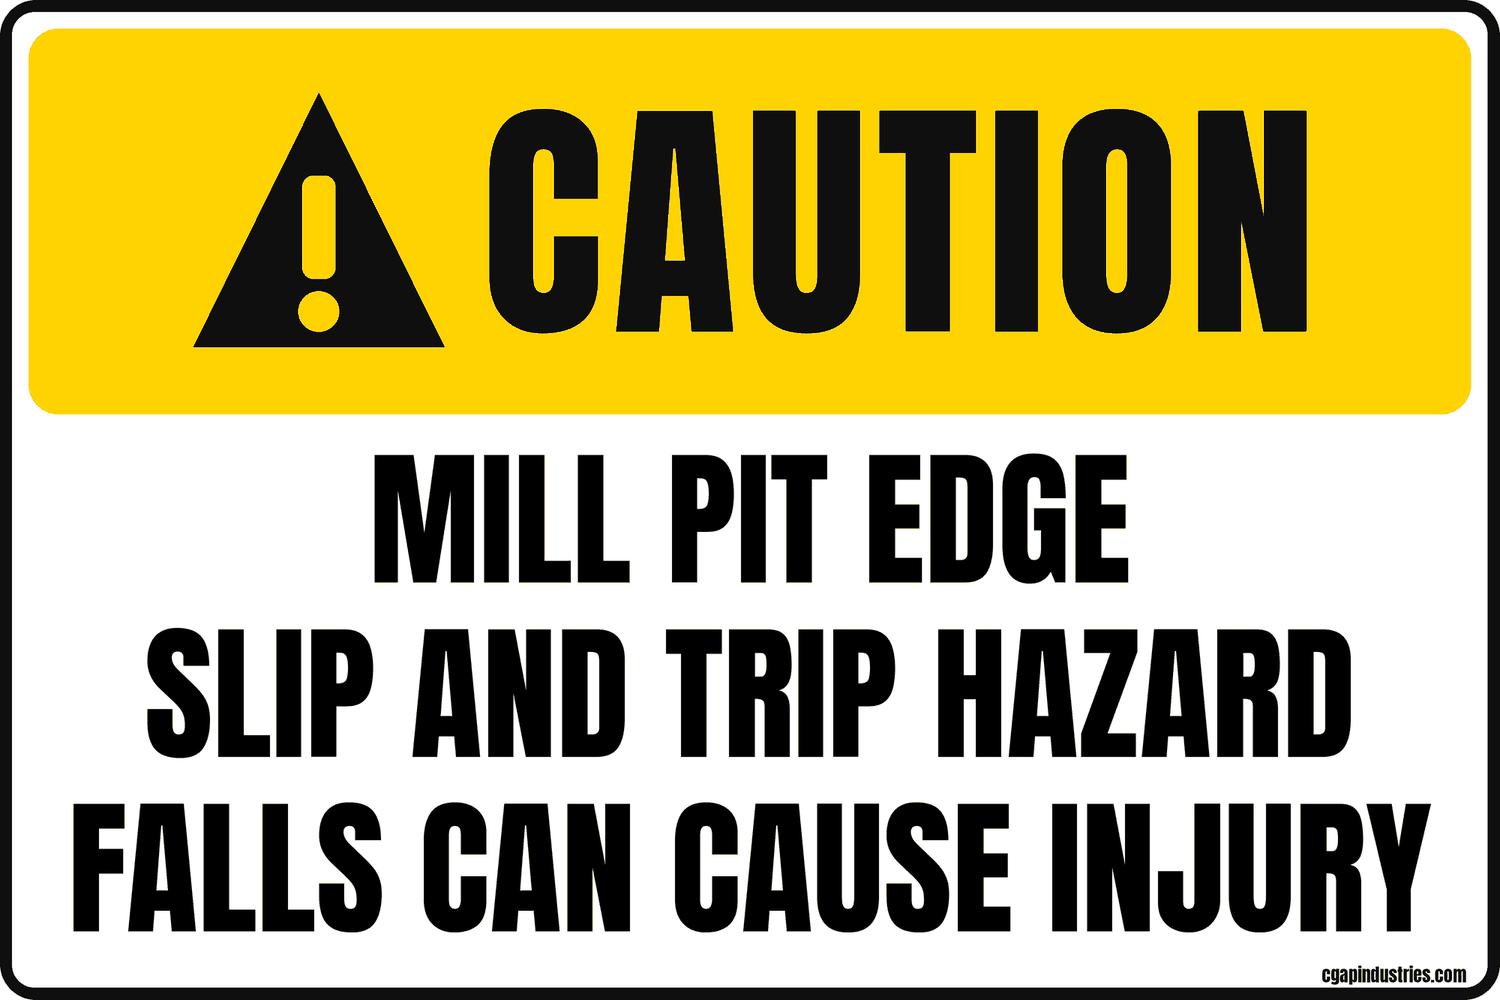 CAUTION
MILL PIT EDGE
SLIP AND TRIP HAZARD
FALLS CAN CAUSE INJURY
cgapindustries.com